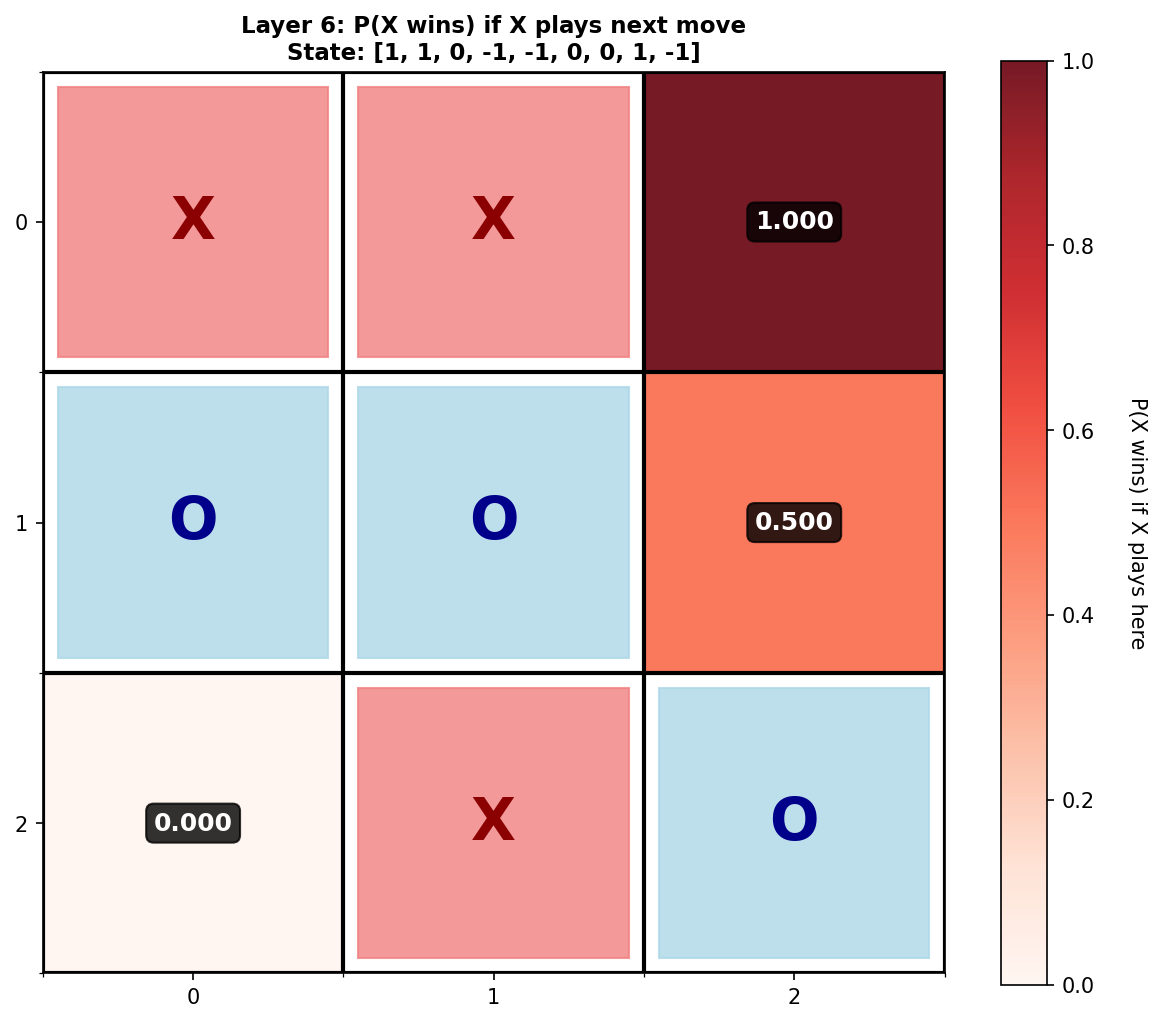 Layer 6: P(X wins) if X plays next move
State: [1, 1, 0, -1, -1, 0, 0, 1, -1]
0
X
X
1.000
1
O
O
0.500
2
0.000
X
O
0
1
2
1.0
0.8
0.6
0.4
0.2
0.0
P(X wins) if X plays here